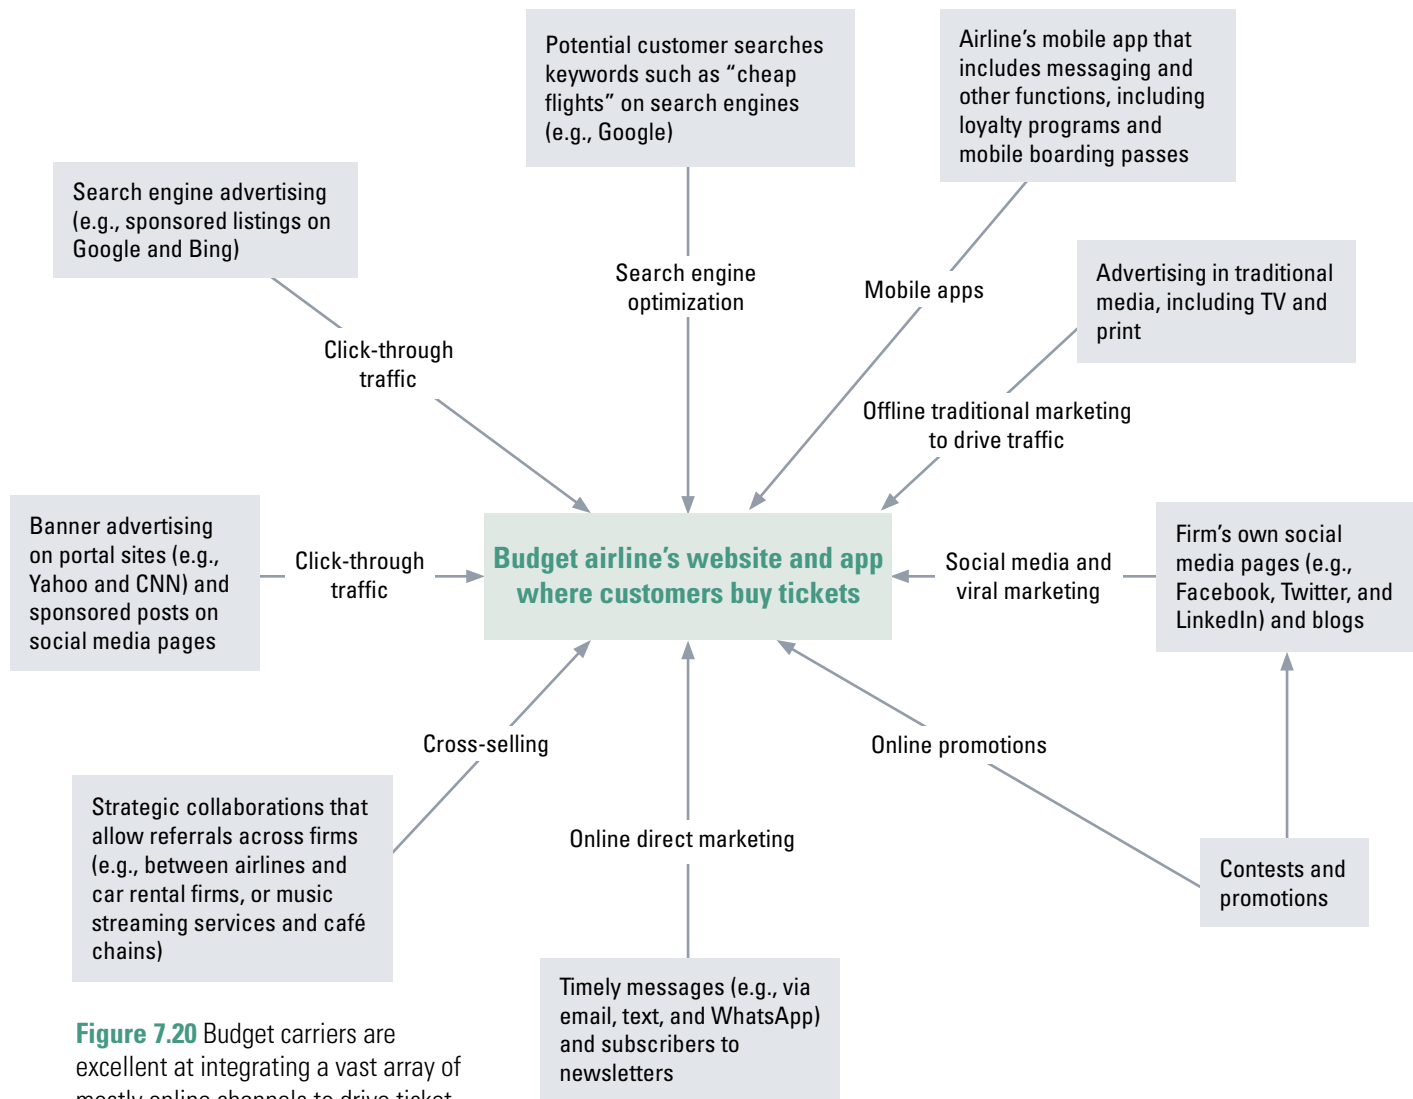 Potential customer searches
keywords such as “cheap
flights” on search engines
(e.g., Google)
Airline’s mobile app that
includes messaging and
other functions, including
loyalty programs and
mobile boarding passes
Search engine advertising
(e.g., sponsored listings on
Google and Bing)
Advertising in traditional
media, including TV and
print
Search engine
optimization
Mobile apps
Click-through
traffic
Offline traditional marketing
to drive traffic
Banner advertising
on portal sites (e.g.,
Yahoo and CNN) and
sponsored posts on
social media pages
Click-through
traffic
Budget airline’s website and app
where customers buy tickets
Social media and
viral marketing
Firm’s own social
media pages (e.g.,
Facebook, Twitter, and
LinkedIn) and blogs
Cross-selling
Online promotions
Strategic collaborations that
allow referrals across firms
(e.g., between airlines and
car rental firms, or music
streaming services and café
chains)
Online direct marketing
Contests and
promotions
Timely messages (e.g., via
email, text, and WhatsApp)
and subscribers to
newsletters
Figure 7.20 Budget carriers are
excellent at integrating a vast array of
mostly online channels to drive ticket